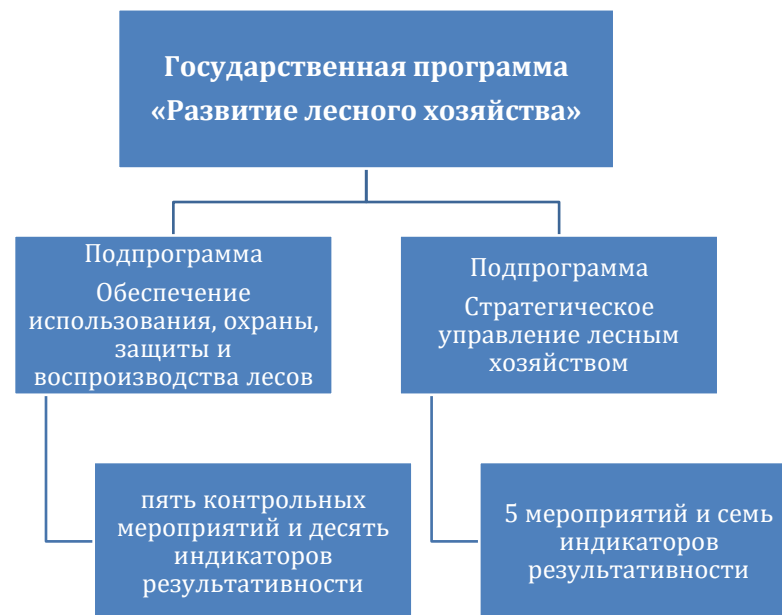 Государственная программа
«Развитие лесного хозяйства»
Подпрограмма
Обеспечение
использования, охраны,
защиты и
воспроизводства лесов
Подпрограмма
Стратегическое
управление лесным
хозяйством
пять контрольных
мероприятий и десять
индикаторов
результативности
5 мероприятий и семь
индикаторов
результативности